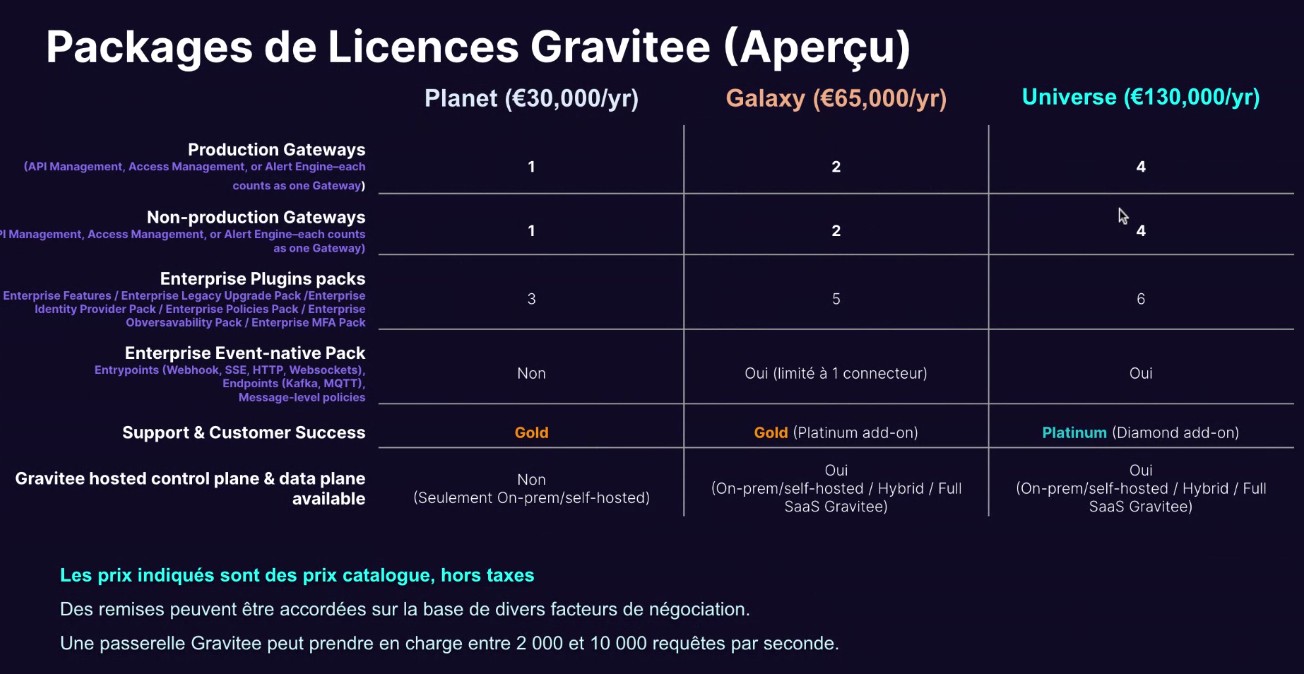 Packages de Licences Gravitee (Aperçu)
Planet (€30,000/yr)
Galaxy (€65,000/yr)
Universe (€130,000/yr)
Production Gateways
(API Management, Access Management, or Alert Engine–each
counts as one Gateway)
1
2
4
Non-production Gateways
Management, Access Management, or Alert Engine–each counts
as one Gateway)
1
2
4
Enterprise Plugins packs
Enterprise Features / Enterprise Legacy Upgrade Pack /Enterprise
Identity Provider Pack / Enterprise Policies Pack / Enterprise
Obversavability Pack / Enterprise MFA Pack
3
5
6
Enterprise Event-native Pack
Entrypoints (Webhook, SSE, HTTP, Websockets),
Endpoints (Kafka, MQTT),
Message-level policies
Non
Oui (limité à 1 connecteur)
Oui
Support & Customer Success
Gold
Gold (Platinum add-on)
Platinum (Diamond add-on)
Gravitee hosted control plane & data plane
available
Non
(Seulement On-prem/self-hosted)
Oui
(On-prem/self-hosted / Hybrid / Full
SaaS Gravitee)
Oui
(On-prem/self-hosted / Hybrid / Full
SaaS Gravitee)
Les prix indiqués sont des prix catalogue, hors taxes
Des remises peuvent être accordées sur la base de divers facteurs de négociation.
Une passerelle Gravitee peut prendre en charge entre 2 000 et 10 000 requêtes par seconde.